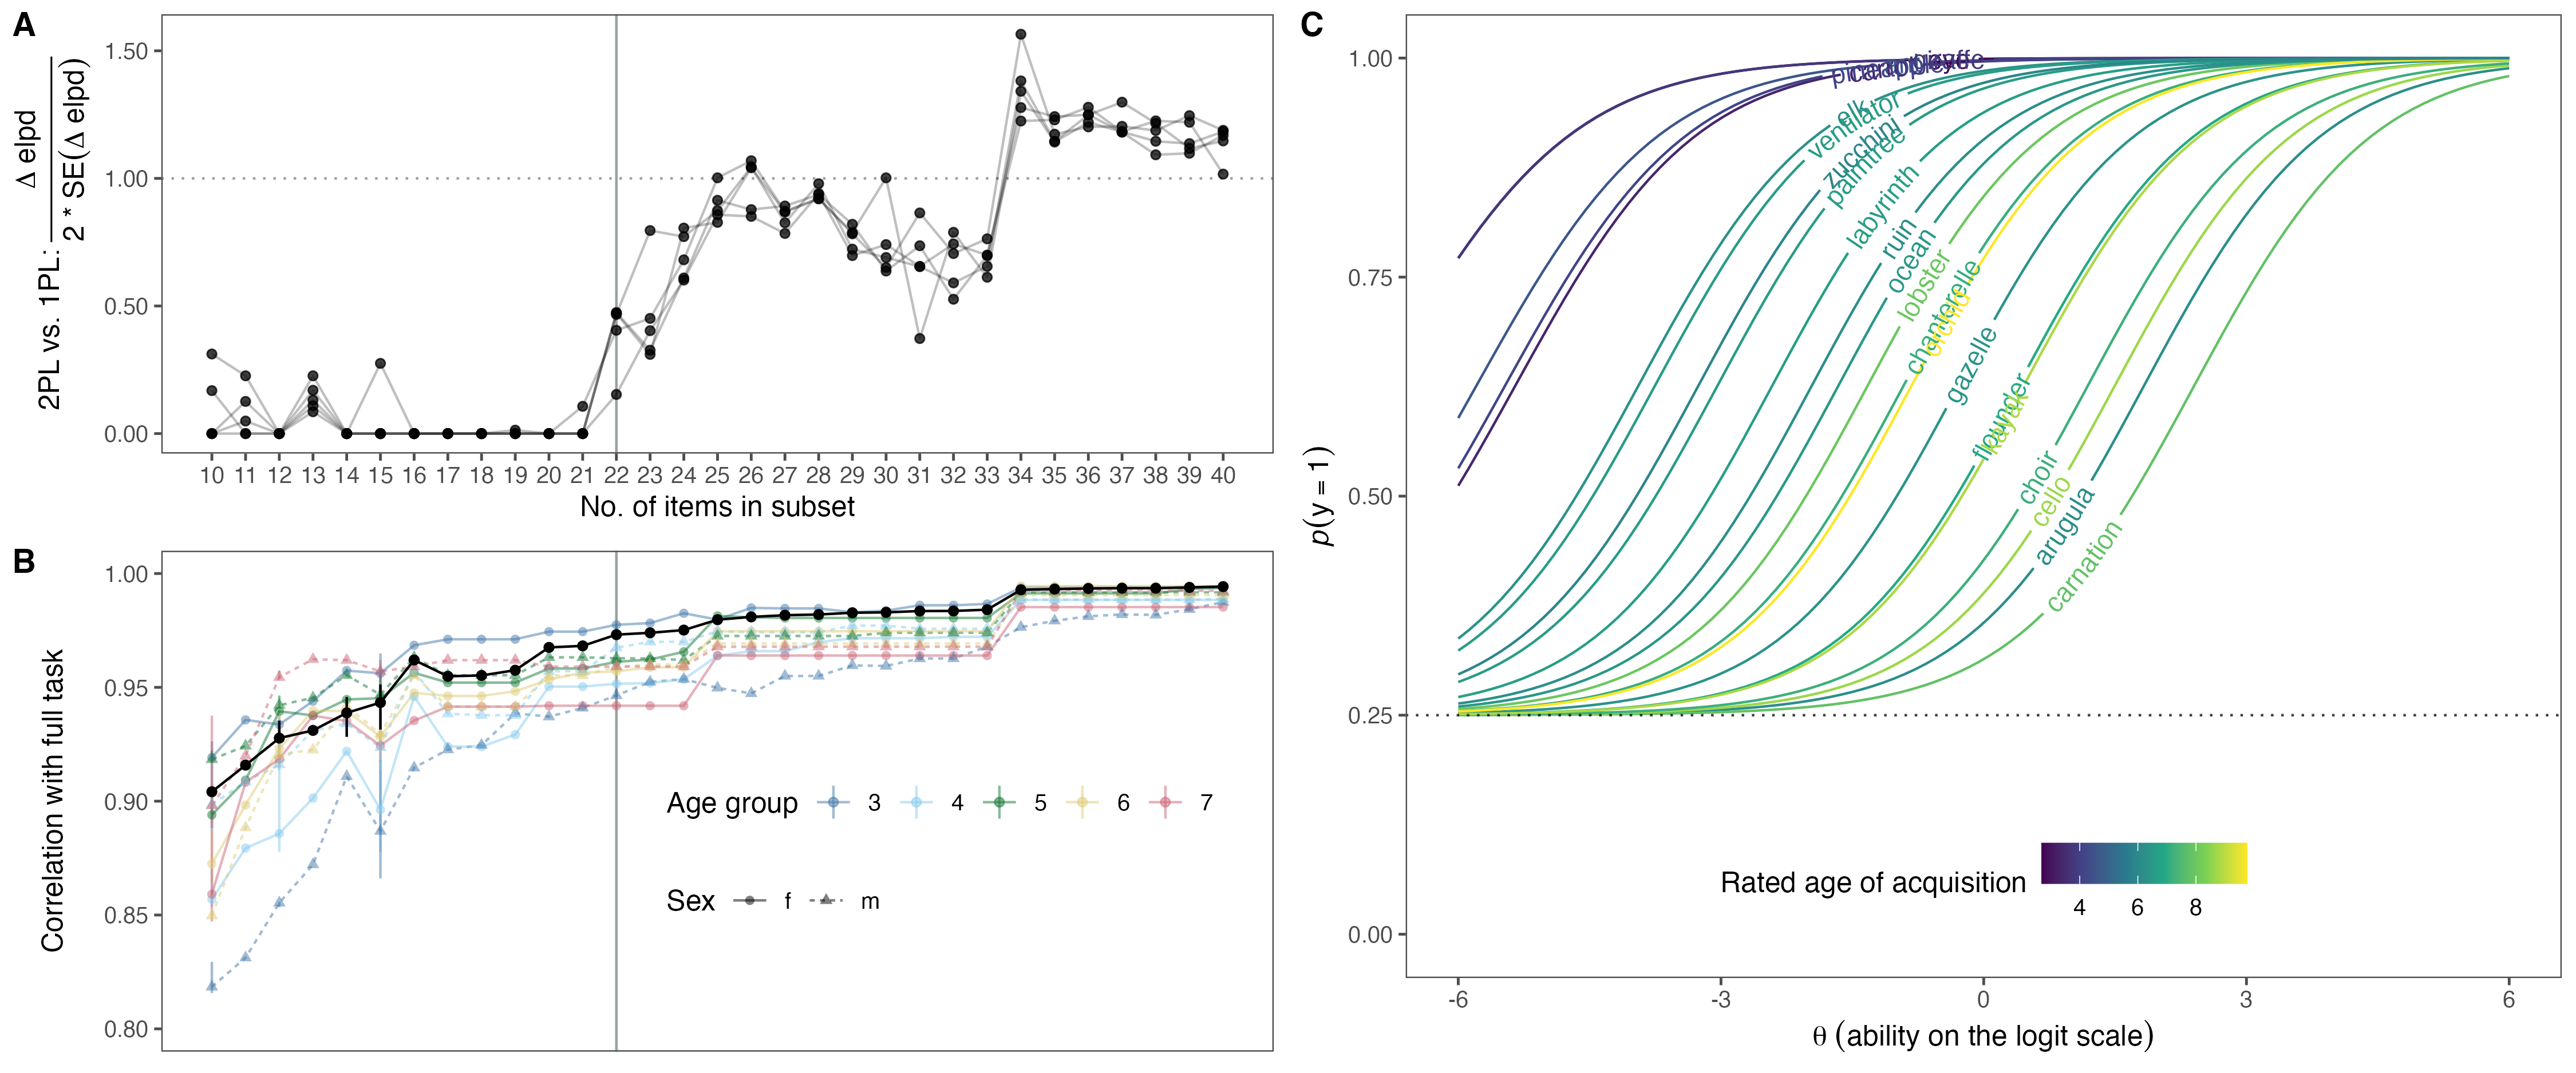 A
2PL vs. 1PL: Δ elpd / 2 * SE(Δ elpd)
1.50
1.00
0.50
0.00
10 11 12 13 14 15 16 17 18 19 20 21 22 23 24 25 26 27 28 29 30 31 32 33 34 35 36 37 38 39 40
No. of items in subset
B
Correlation with full task
1.00
0.95
0.90
0.85
0.80
Age group 3 4 5 6 7
Sex f m
C
p(y = 1)
1.00
0.75
0.50
0.25
0.00
elk
ventilator
zucchini
palmtree
labyrinth
ruin
ocean
lobster
chanterelle
orchid
gazelle
flounder
kayak
choir
cello
arugula
carnation
Rated age of acquisition
4 6 8
-6 -3 0 3 6
θ (ability on the logit scale)